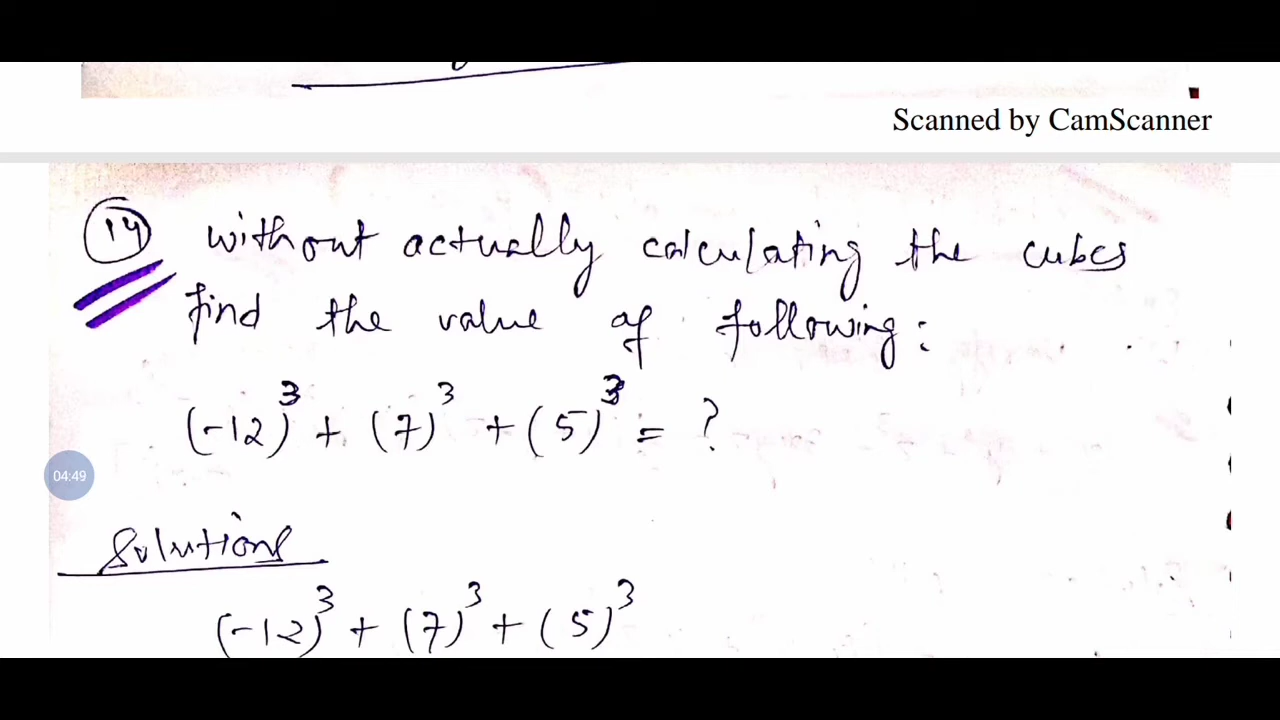 Scanned by CamScanner
14 without actually calculating the cubes
find the value of following:
(-12)³ + (7)³ + (5)³ = ?
04:49
Solutions
(-12)³ + (7)³ + (5)³